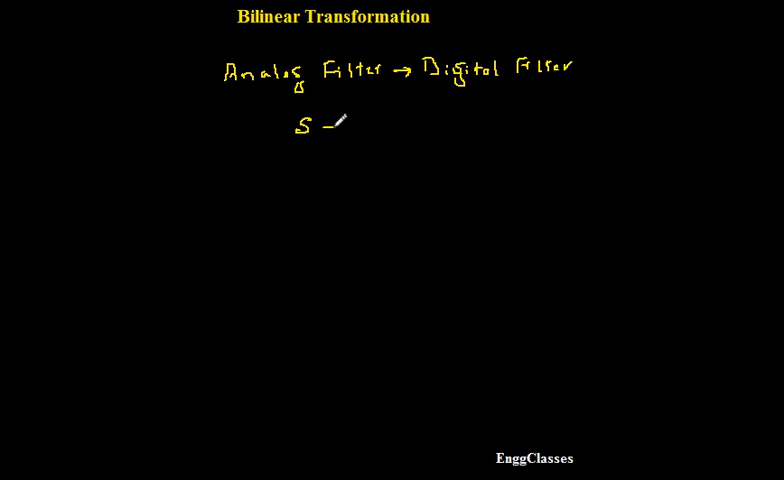 Bilinear Transformation
Analog Filter → Digital Filter
S –
EnggClasses